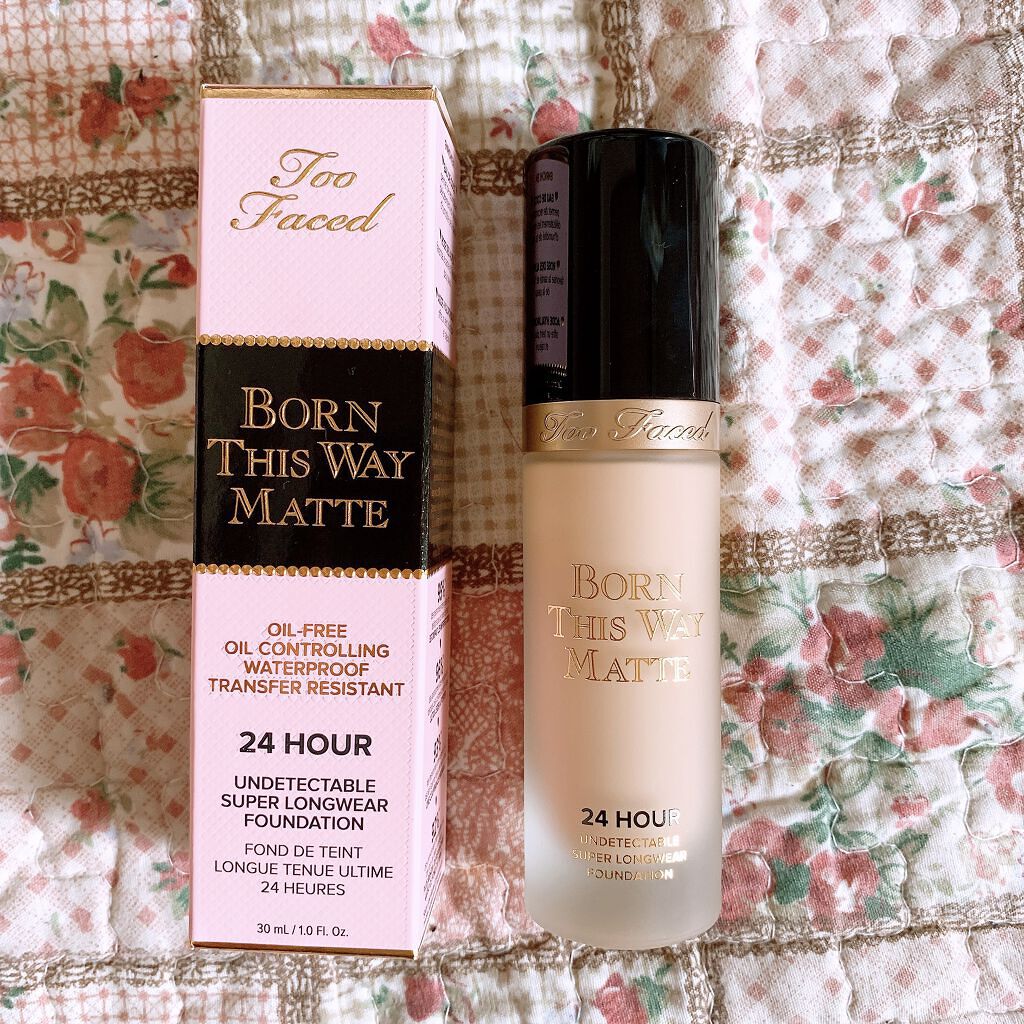 Too
Faced
BORN
THIS WAY
MATTE
OIL-FREE
OIL CONTROLLING
WATERPROOF
TRANSFER RESISTANT
24 HOUR
UNDETECTABLE
SUPER LONGWEAR
FOUNDATION
FOND DE TEINT
LONGUE TENUE ULTIME
24 HEURES
30 mL / 1.0 Fl. Oz.
Too Faced
BORN
THIS WAY
MATTE
24 HOUR
UNDETECTABLE
SUPER LONGWEAR
FOUNDATION